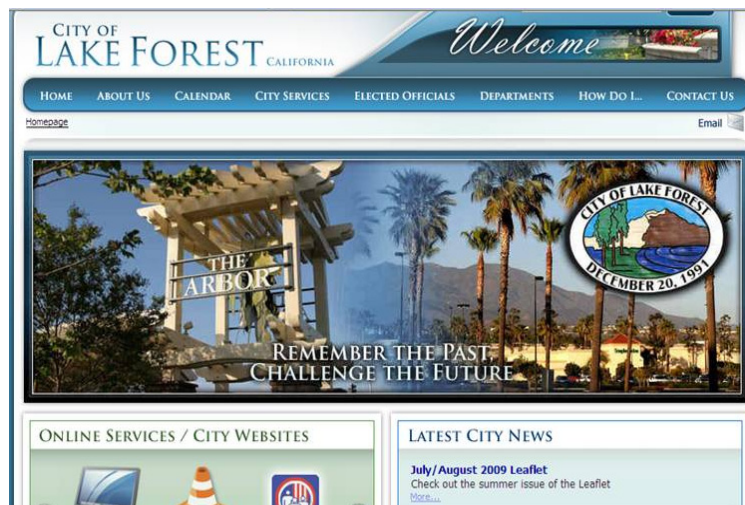 CITY OF
LAKE FOREST CALIFORNIA
Welcome
HOME ABOUT US CALENDAR CITY SERVICES ELECTED OFFICIALS DEPARTMENTS HOW DO I... CONTACT US
Homepage
Email
THE
ARBOR
CITY OF LAKE FOREST
DECEMBER 20, 1991
REMEMBER THE PAST,
CHALLENGE THE FUTURE
ONLINE SERVICES / CITY WEBSITES
LATEST CITY NEWS
July/August 2009 Leaflet
Check out the summer issue of the Leaflet
More...